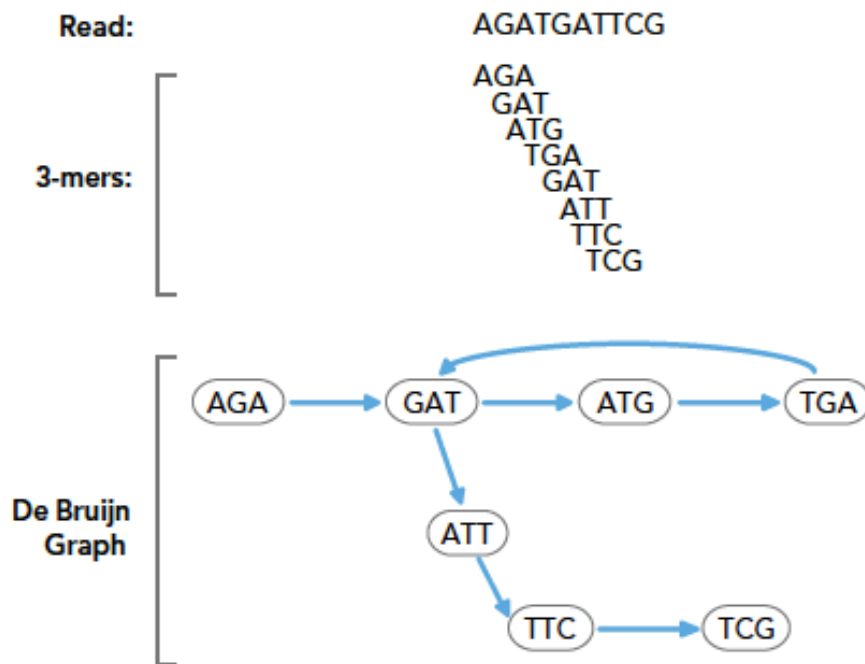 Read: AGATGATTCG
3-mers:
AGA
GAT
ATG
TGA
GAT
ATT
TTC
TCG
De Bruijn
Graph
AGA GAT ATG TGA
ATT
TTC TCG